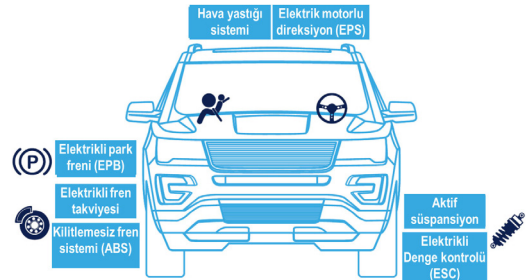 Hava yastığı
sistemi
Elektrik motorlu
direksiyon (EPS)
P
Elektrikli park
freni (EPB)
Elektrikli fren
takviyesi
Kilitlemesiz fren
sistemi (ABS)
Aktif
süspansiyon
Elektrikli
Denge kontrolü
(ESC)